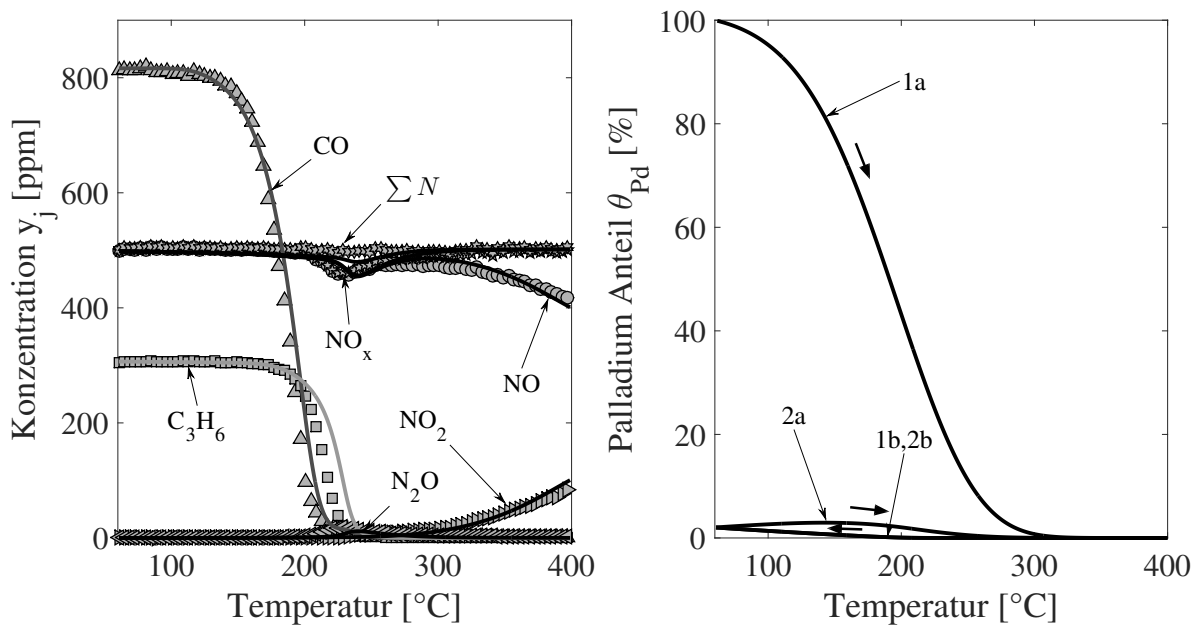 Konzentration y_j [ppm]
800
600
400
200
0
100
200
300
400
Temperatur [°C]
CO
∑ N
NO_x
NO
C_3H_6
NO_2
N_2O
Palladium Anteil θ_Pd [%]
100
80
60
40
20
0
100
200
300
400
Temperatur [°C]
1a
2a
1b,2b